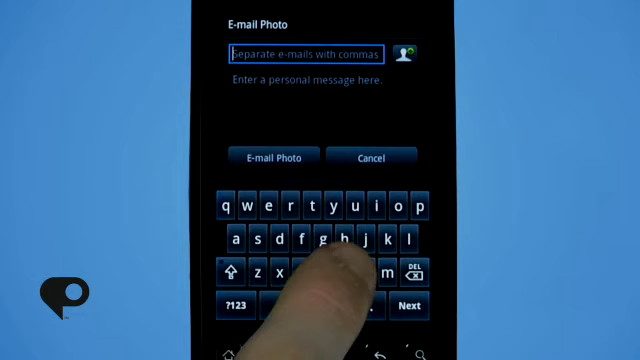 E-mail Photo
Separate e-mails with commas
Enter a personal message here.
E-mail Photo Cancel
q w e r t y u i o p
a s d f g h j k l
z x m DEL
?123 . Next